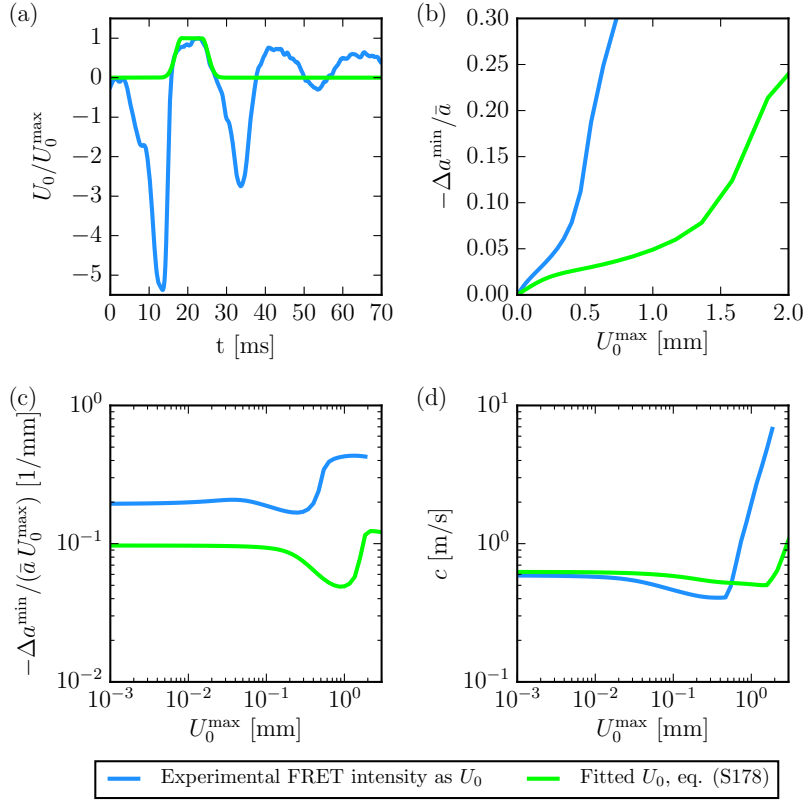 (a)
1
0
−1
−2
−3
−4
−5
U₀/U₀ᵐᵃˣ
0 10 20 30 40 50 60 70
t [ms]
(b)
0.30
0.25
0.20
0.15
0.10
0.05
0.00
−Δaᵐⁱⁿ/ā
0.0 0.5 1.0 1.5 2.0
U₀ᵐᵃˣ [mm]
(c)
10⁰
10⁻¹
10⁻²
−Δaᵐⁱⁿ/(ā U₀ᵐᵃˣ) [1/mm]
10⁻³ 10⁻² 10⁻¹ 10⁰
U₀ᵐᵃˣ [mm]
(d)
10¹
10⁰
10⁻¹
c [m/s]
10⁻³ 10⁻² 10⁻¹ 10⁰
U₀ᵐᵃˣ [mm]
Experimental FRET intensity as U₀ Fitted U₀, eq. (S178)